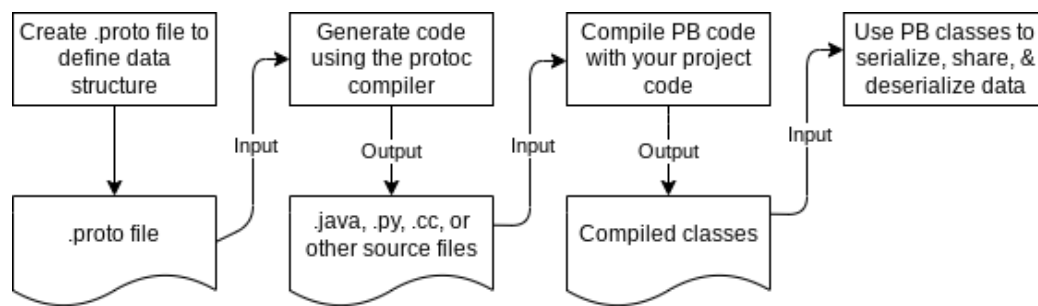 Create .proto file to
define data
structure
Generate code
using the protoc
compiler
Compile PB code
with your project
code
Use PB classes to
serialize, share, &
deserialize data
Input
Output
Input
Output
Input
.proto file
.java, .py, .cc, or
other source files
Compiled classes